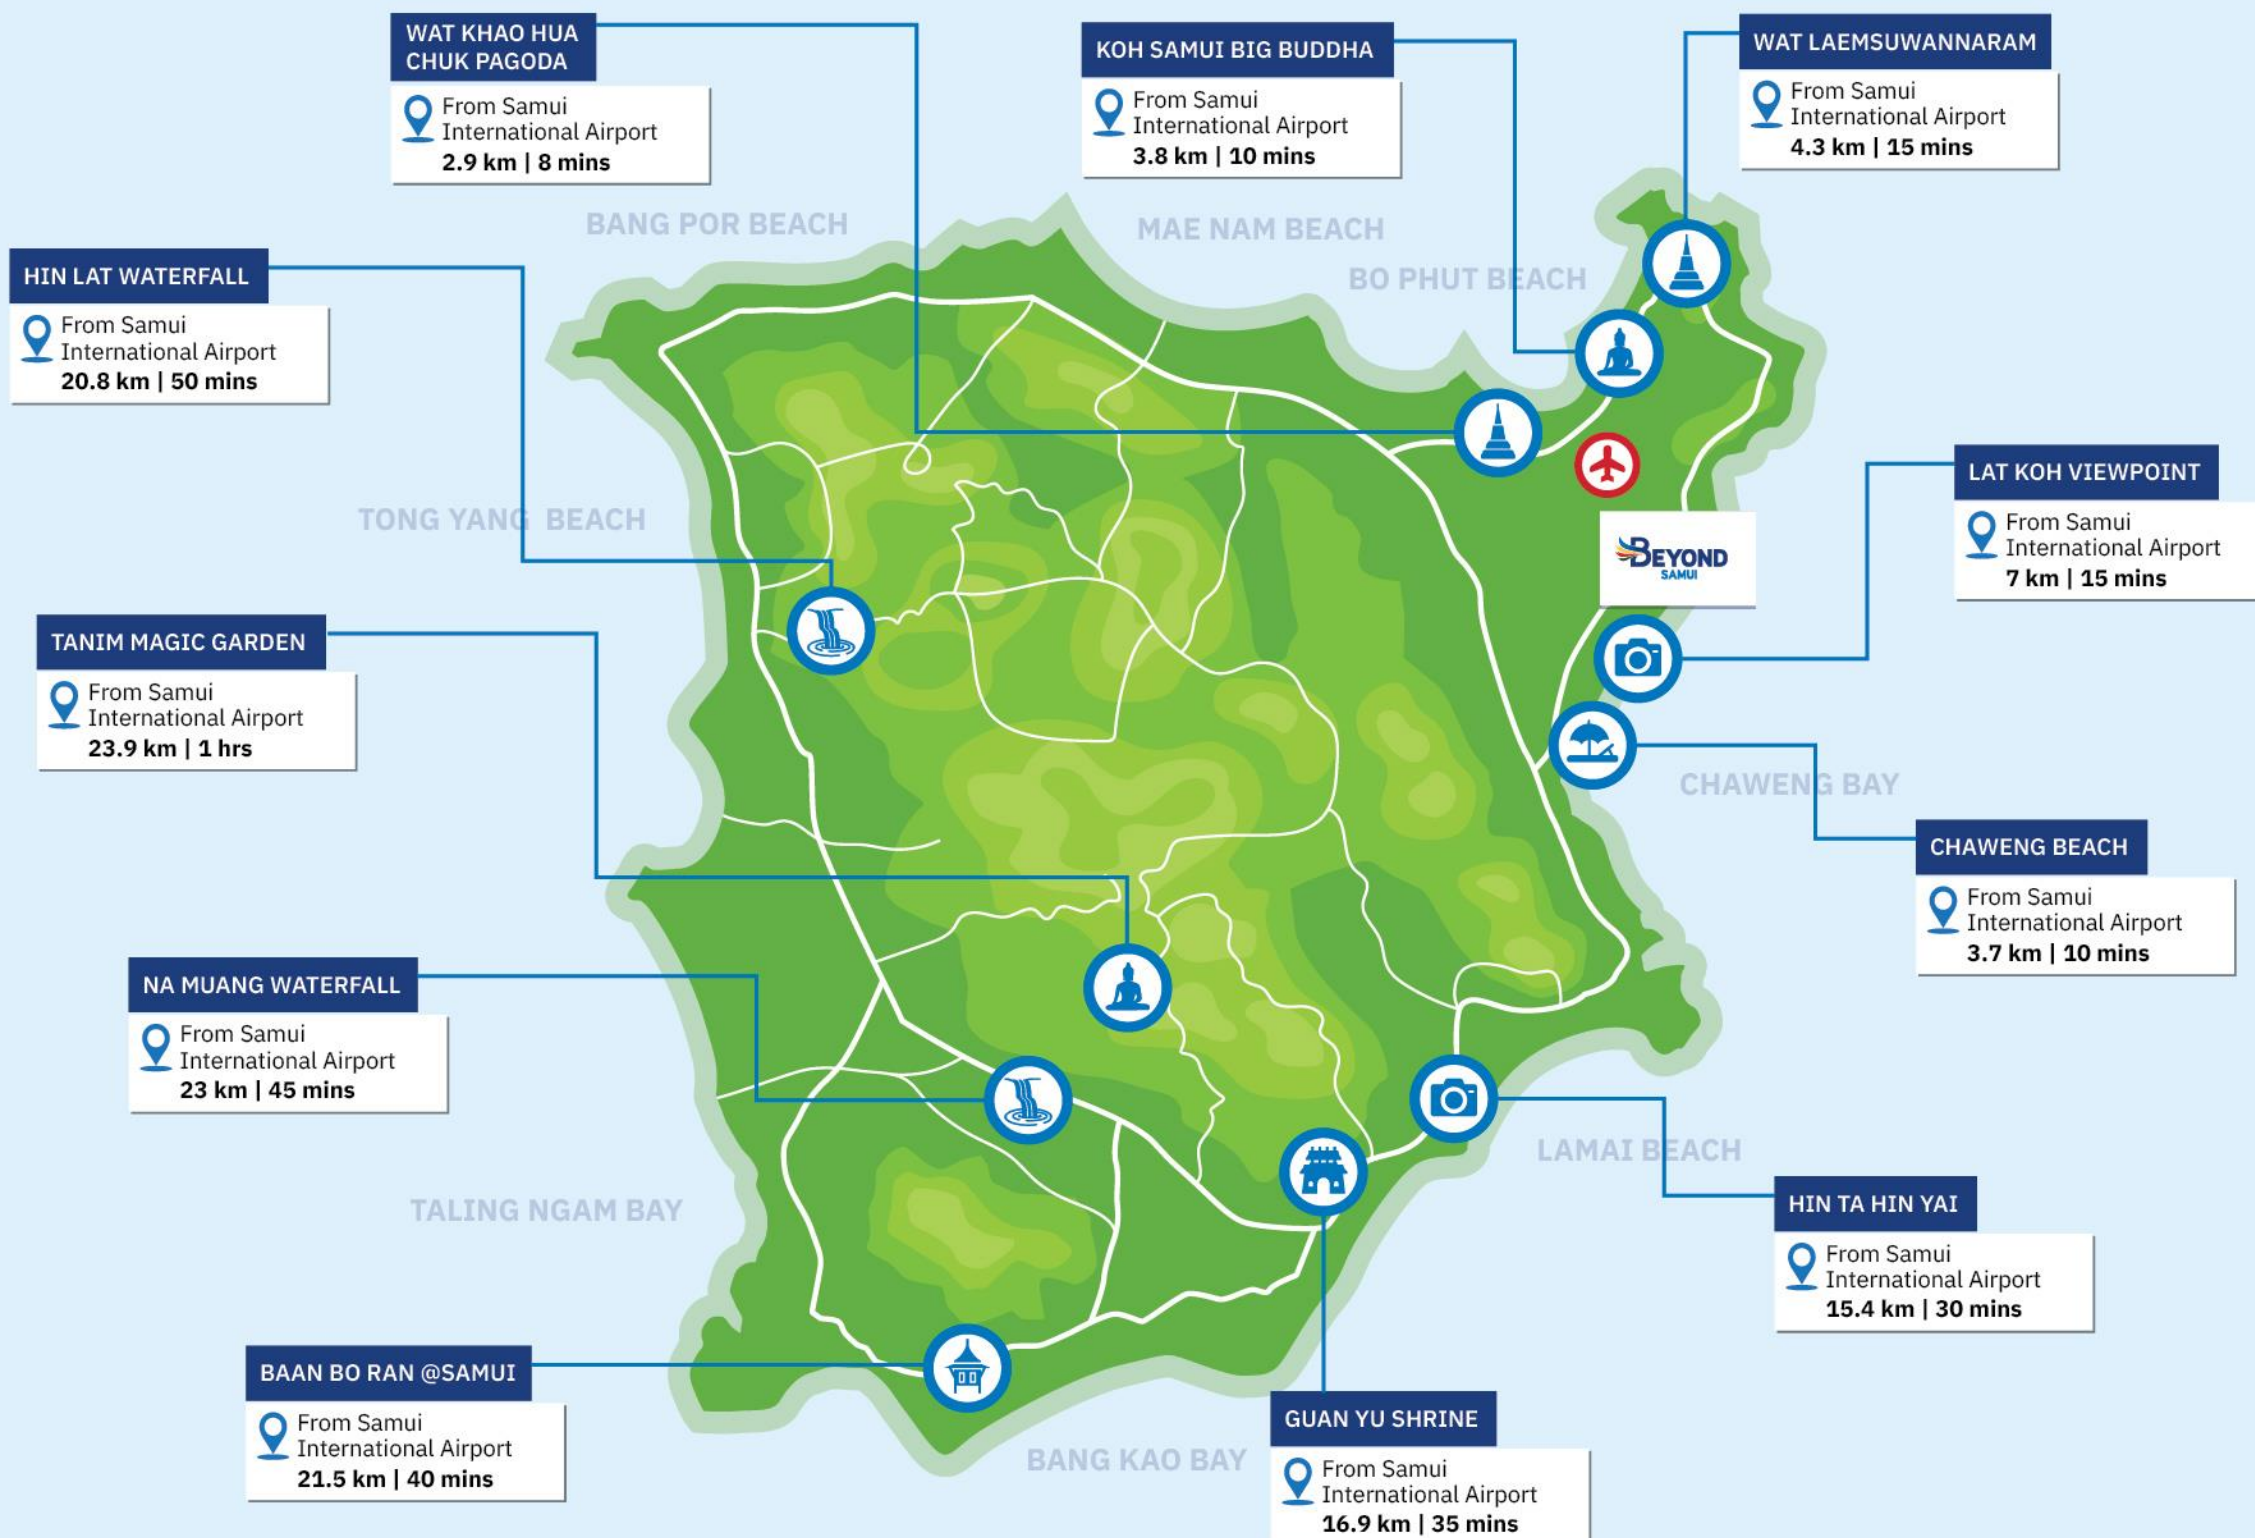 WAT KHAO HUA
CHUK PAGODA
From Samui
International Airport
2.9 km | 8 mins
KOH SAMUI BIG BUDDHA
From Samui
International Airport
3.8 km | 10 mins
WAT LAEMSUWANNARAM
From Samui
International Airport
4.3 km | 15 mins
BANG POR BEACH
MAE NAM BEACH
BO PHUT BEACH
HIN LAT WATERFALL
From Samui
International Airport
20.8 km | 50 mins
LAT KOH VIEWPOINT
From Samui
International Airport
7 km | 15 mins
TONG YANG BEACH
BEYOND
SAMUI
TANIM MAGIC GARDEN
From Samui
International Airport
23.9 km | 1 hrs
CHAWENG BAY
CHAWENG BEACH
From Samui
International Airport
3.7 km | 10 mins
NA MUANG WATERFALL
From Samui
International Airport
23 km | 45 mins
LAMAI BEACH
HIN TA HIN YAI
From Samui
International Airport
15.4 km | 30 mins
TALING NGAM BAY
BAAN BO RAN @SAMUI
From Samui
International Airport
21.5 km | 40 mins
BANG KAO BAY
GUAN YU SHRINE
From Samui
International Airport
16.9 km | 35 mins